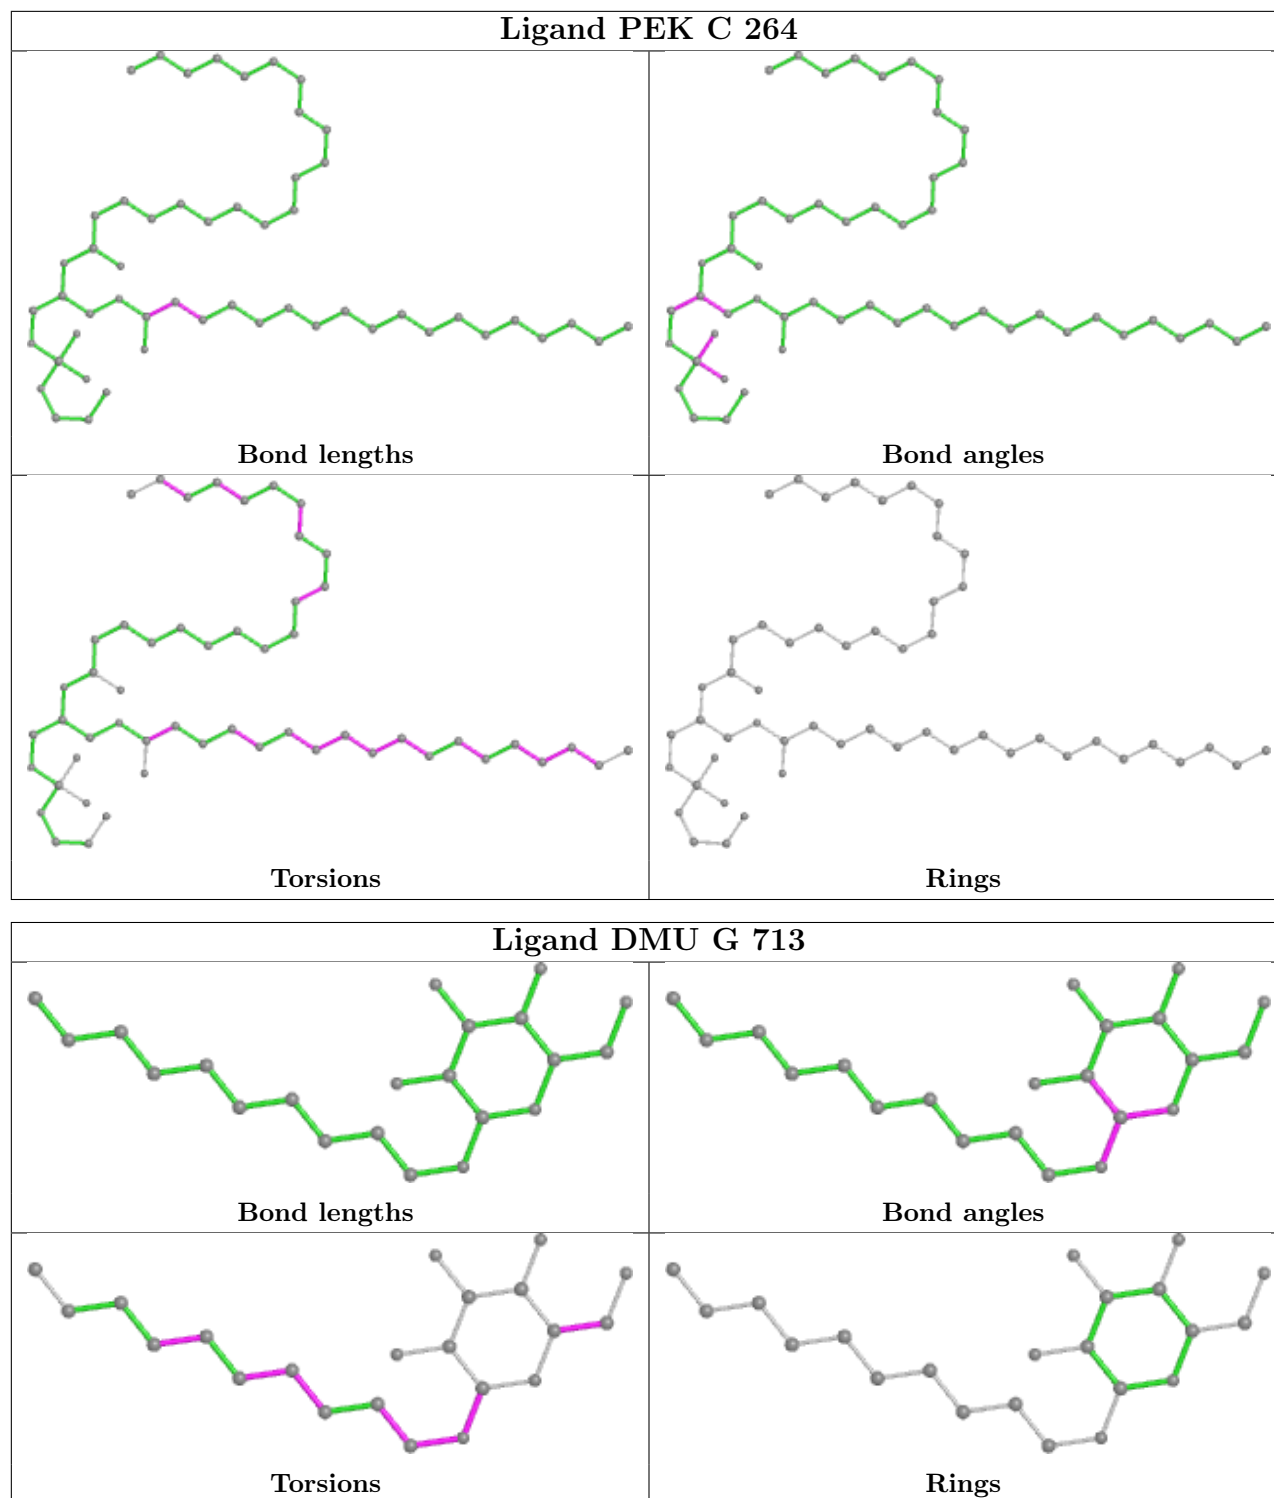 Ligand PEK C 264
Bond lengths
Bond angles
Torsions
Rings
Ligand DMU G 713
Bond lengths
Bond angles
Torsions
Rings